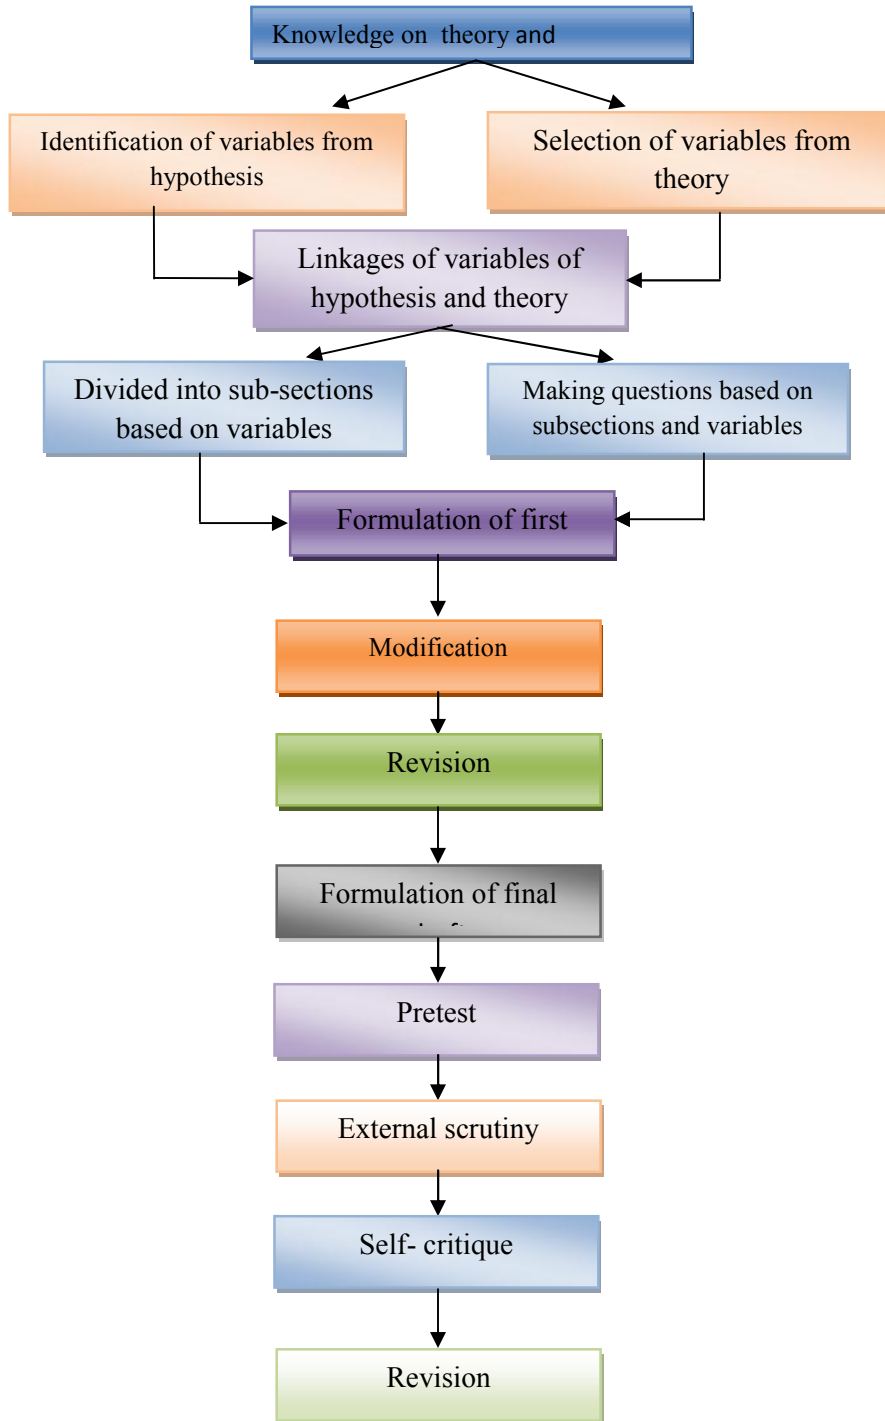 Knowledge on theory and
Identification of variables from
hypothesis
Selection of variables from
theory
Linkages of variables of
hypothesis and theory
Divided into sub-sections
based on variables
Making questions based on
subsections and variables
Formulation of first
Modification
Revision
Formulation of final
Pretest
External scrutiny
Self- critique
Revision